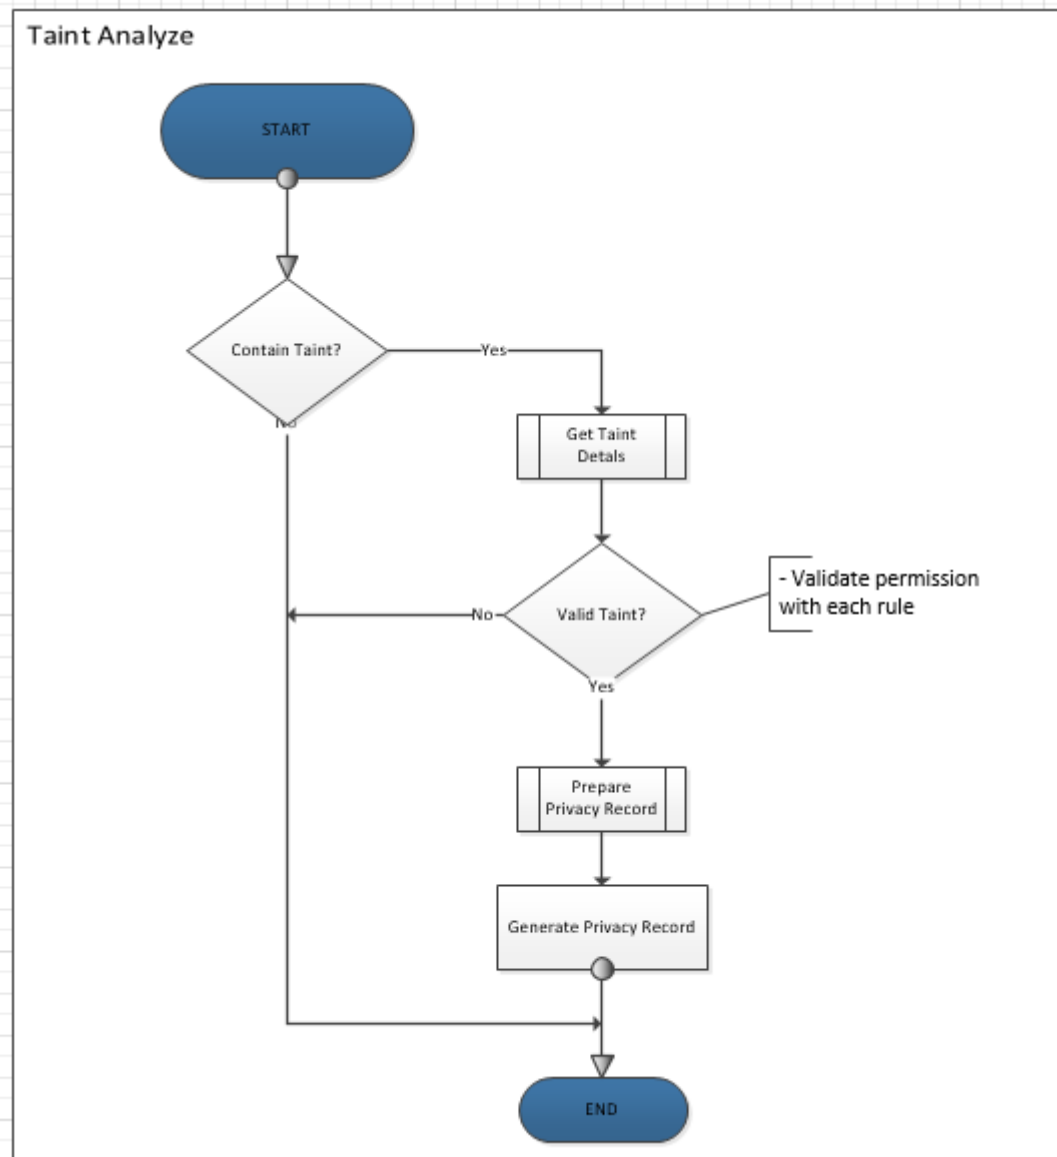 Taint Analyze
START
Contain Taint?
Yes
No
Get Taint
Detals
Valid Taint?
No
- Validate permission
with each rule
Yes
Prepare
Privacy Record
Generate Privacy Record
END